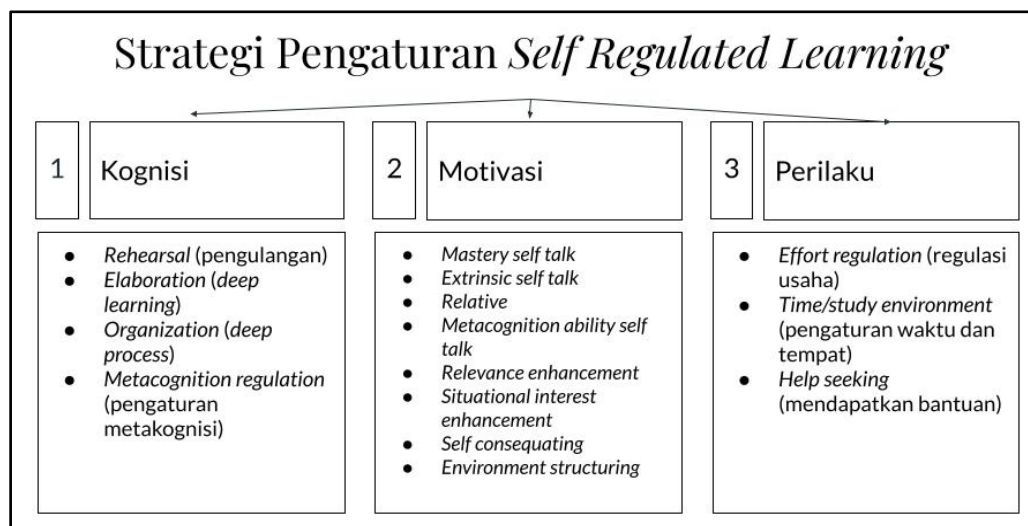 Strategi Pengaturan Self Regulated Learning
1
Kognisi
● Rehearsal (pengulangan)
● Elaboration (deep
learning)
● Organization (deep
process)
● Metacognition regulation
(pengaturan
metakognisi)
2
Motivasi
● Mastery self talk
● Extrinsic self talk
● Relative
● Metacognition ability self
talk
● Relevance enhancement
● Situational interest
enhancement
● Self consequating
● Environment structuring
3
Perilaku
● Effort regulation (regulasi
usaha)
● Time/study environment
(pengaturan waktu dan
tempat)
● Help seeking
(mendapatkan bantuan)